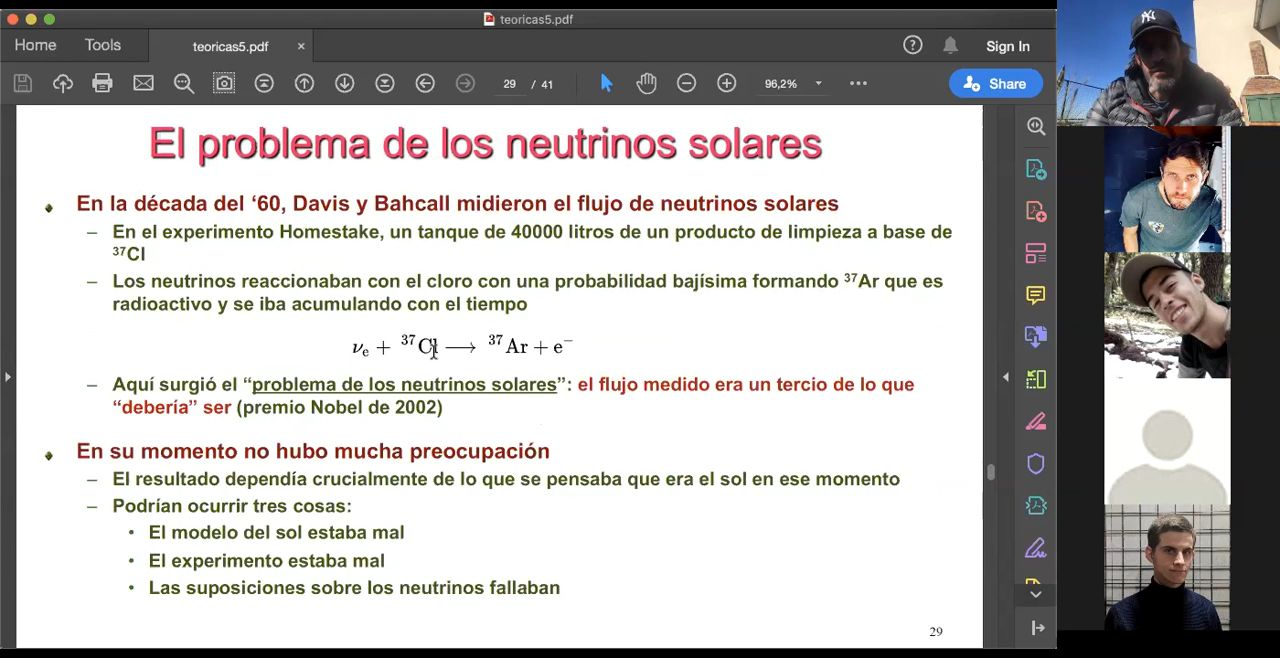 teoricas5.pdf
Home Tools teoricas5.pdf × Sign In
29 / 41 96,2% Share
El problema de los neutrinos solares
En la década del ‘60, Davis y Bahcall midieron el flujo de neutrinos solares
– En el experimento Homestake, un tanque de 40000 litros de un producto de limpieza a base de
³⁷Cl
– Los neutrinos reaccionaban con el cloro con una probabilidad bajísima formando ³⁷Ar que es
radioactivo y se iba acumulando con el tiempo
νₑ + ³⁷Cl ⟶ ³⁷Ar + e⁻
– Aquí surgió el “problema de los neutrinos solares”: el flujo medido era un tercio de lo que
“debería” ser (premio Nobel de 2002)
En su momento no hubo mucha preocupación
– El resultado dependía crucialmente de lo que se pensaba que era el sol en ese momento
– Podrían ocurrir tres cosas:
• El modelo del sol estaba mal
• El experimento estaba mal
• Las suposiciones sobre los neutrinos fallaban
29
NY